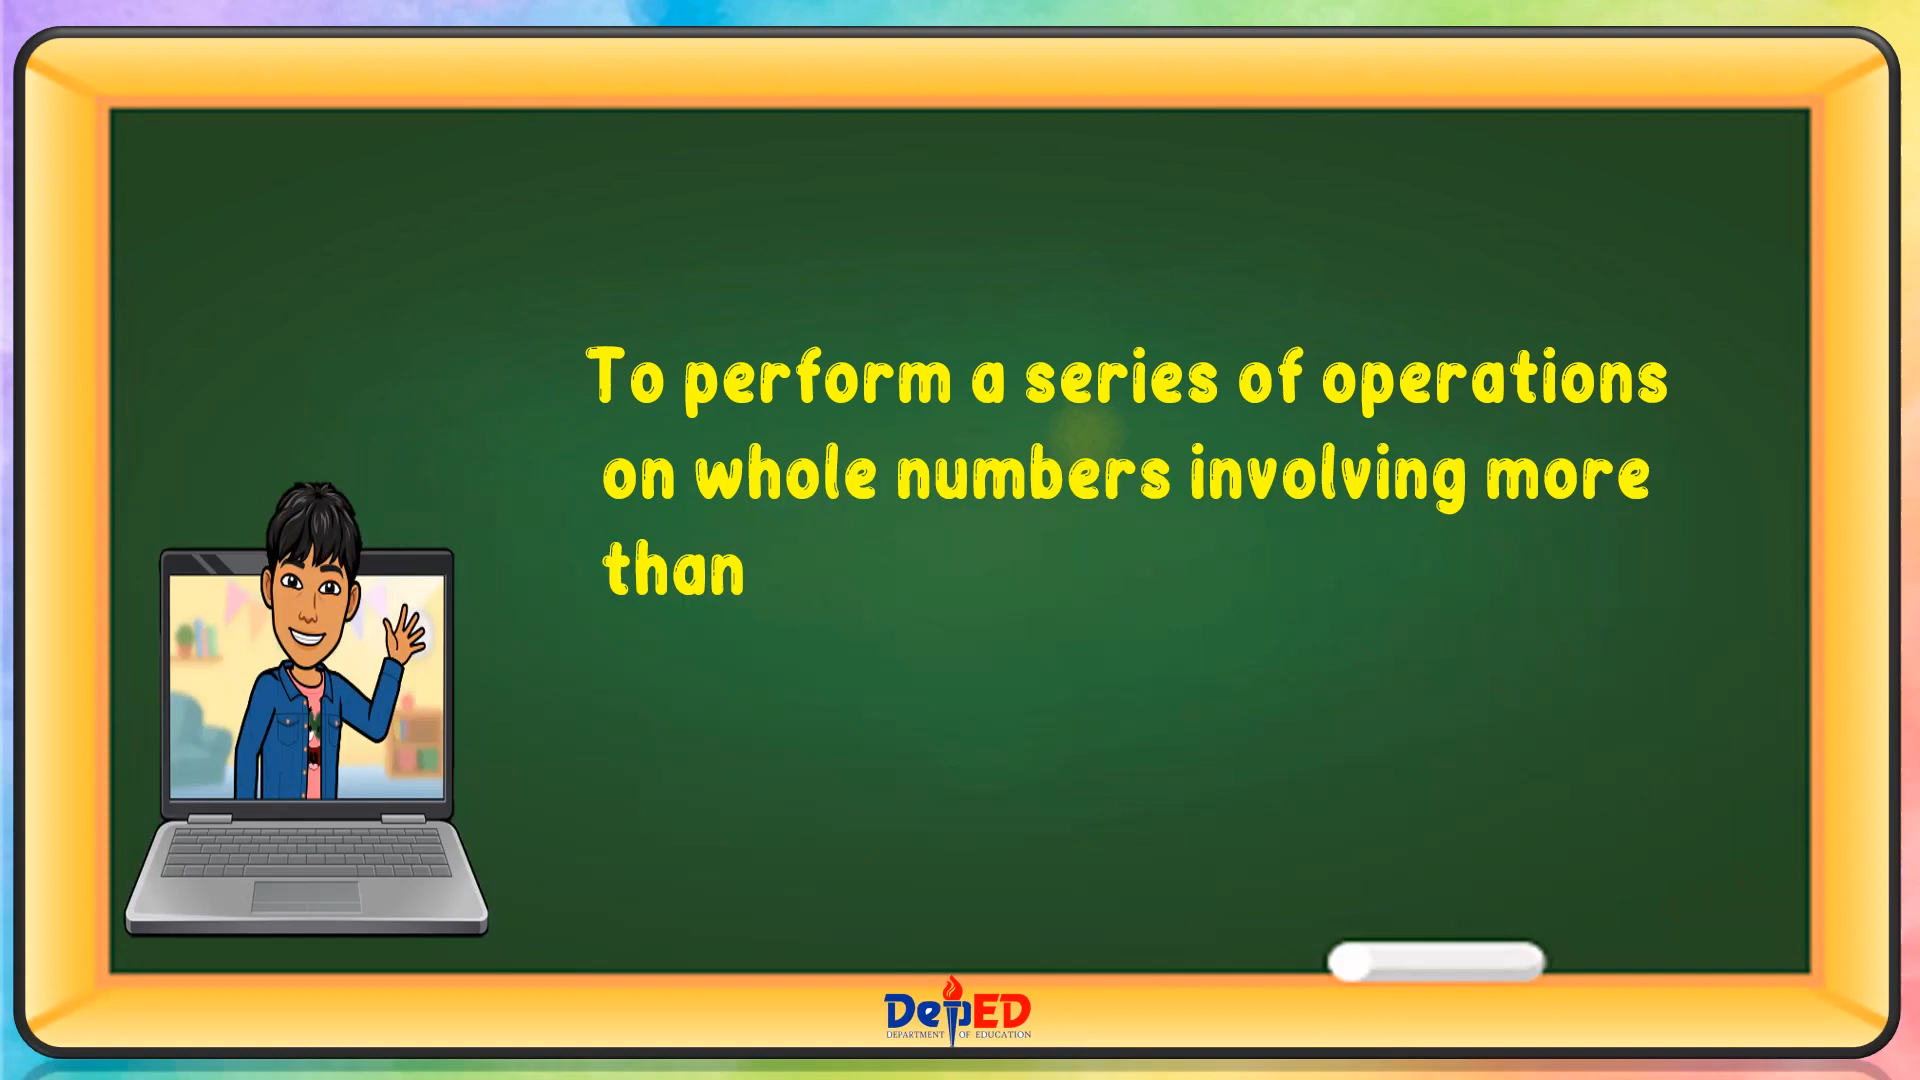 To perform a series of operations
on whole numbers involving more
than
DepED
DEPARTMENT OF EDUCATION